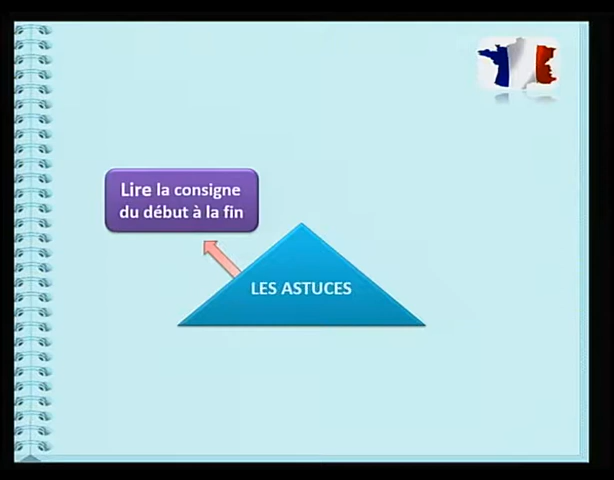 Lire la consigne
du début à la fin
LES ASTUCES